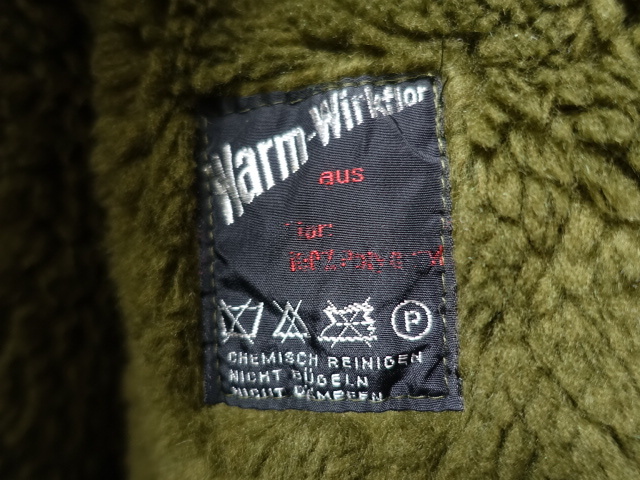 Warm-Wirkflor
aus
P
CHEMISCH REINIGEN
NICHT BÜGELN
NICHT DÄMPFEN